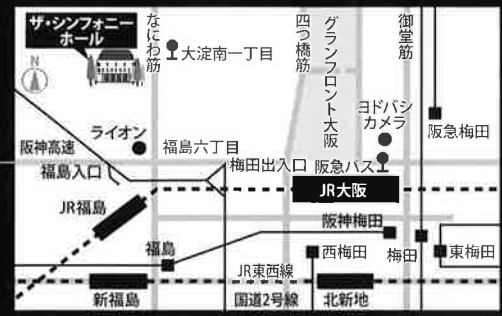 ザ・シンフォニー
ホール
N
なにわ筋
大淀南一丁目
四つ橋筋
グランフロント大阪
御堂筋
ヨドバシ
カメラ
阪急梅田
ライオン
福島六丁目
阪神高速
福島入口
梅田出入口
阪急バス
JR大阪
JR福島
阪神梅田
福島
西梅田
梅田
東梅田
JR東西線
新福島
国道2号線
北新地